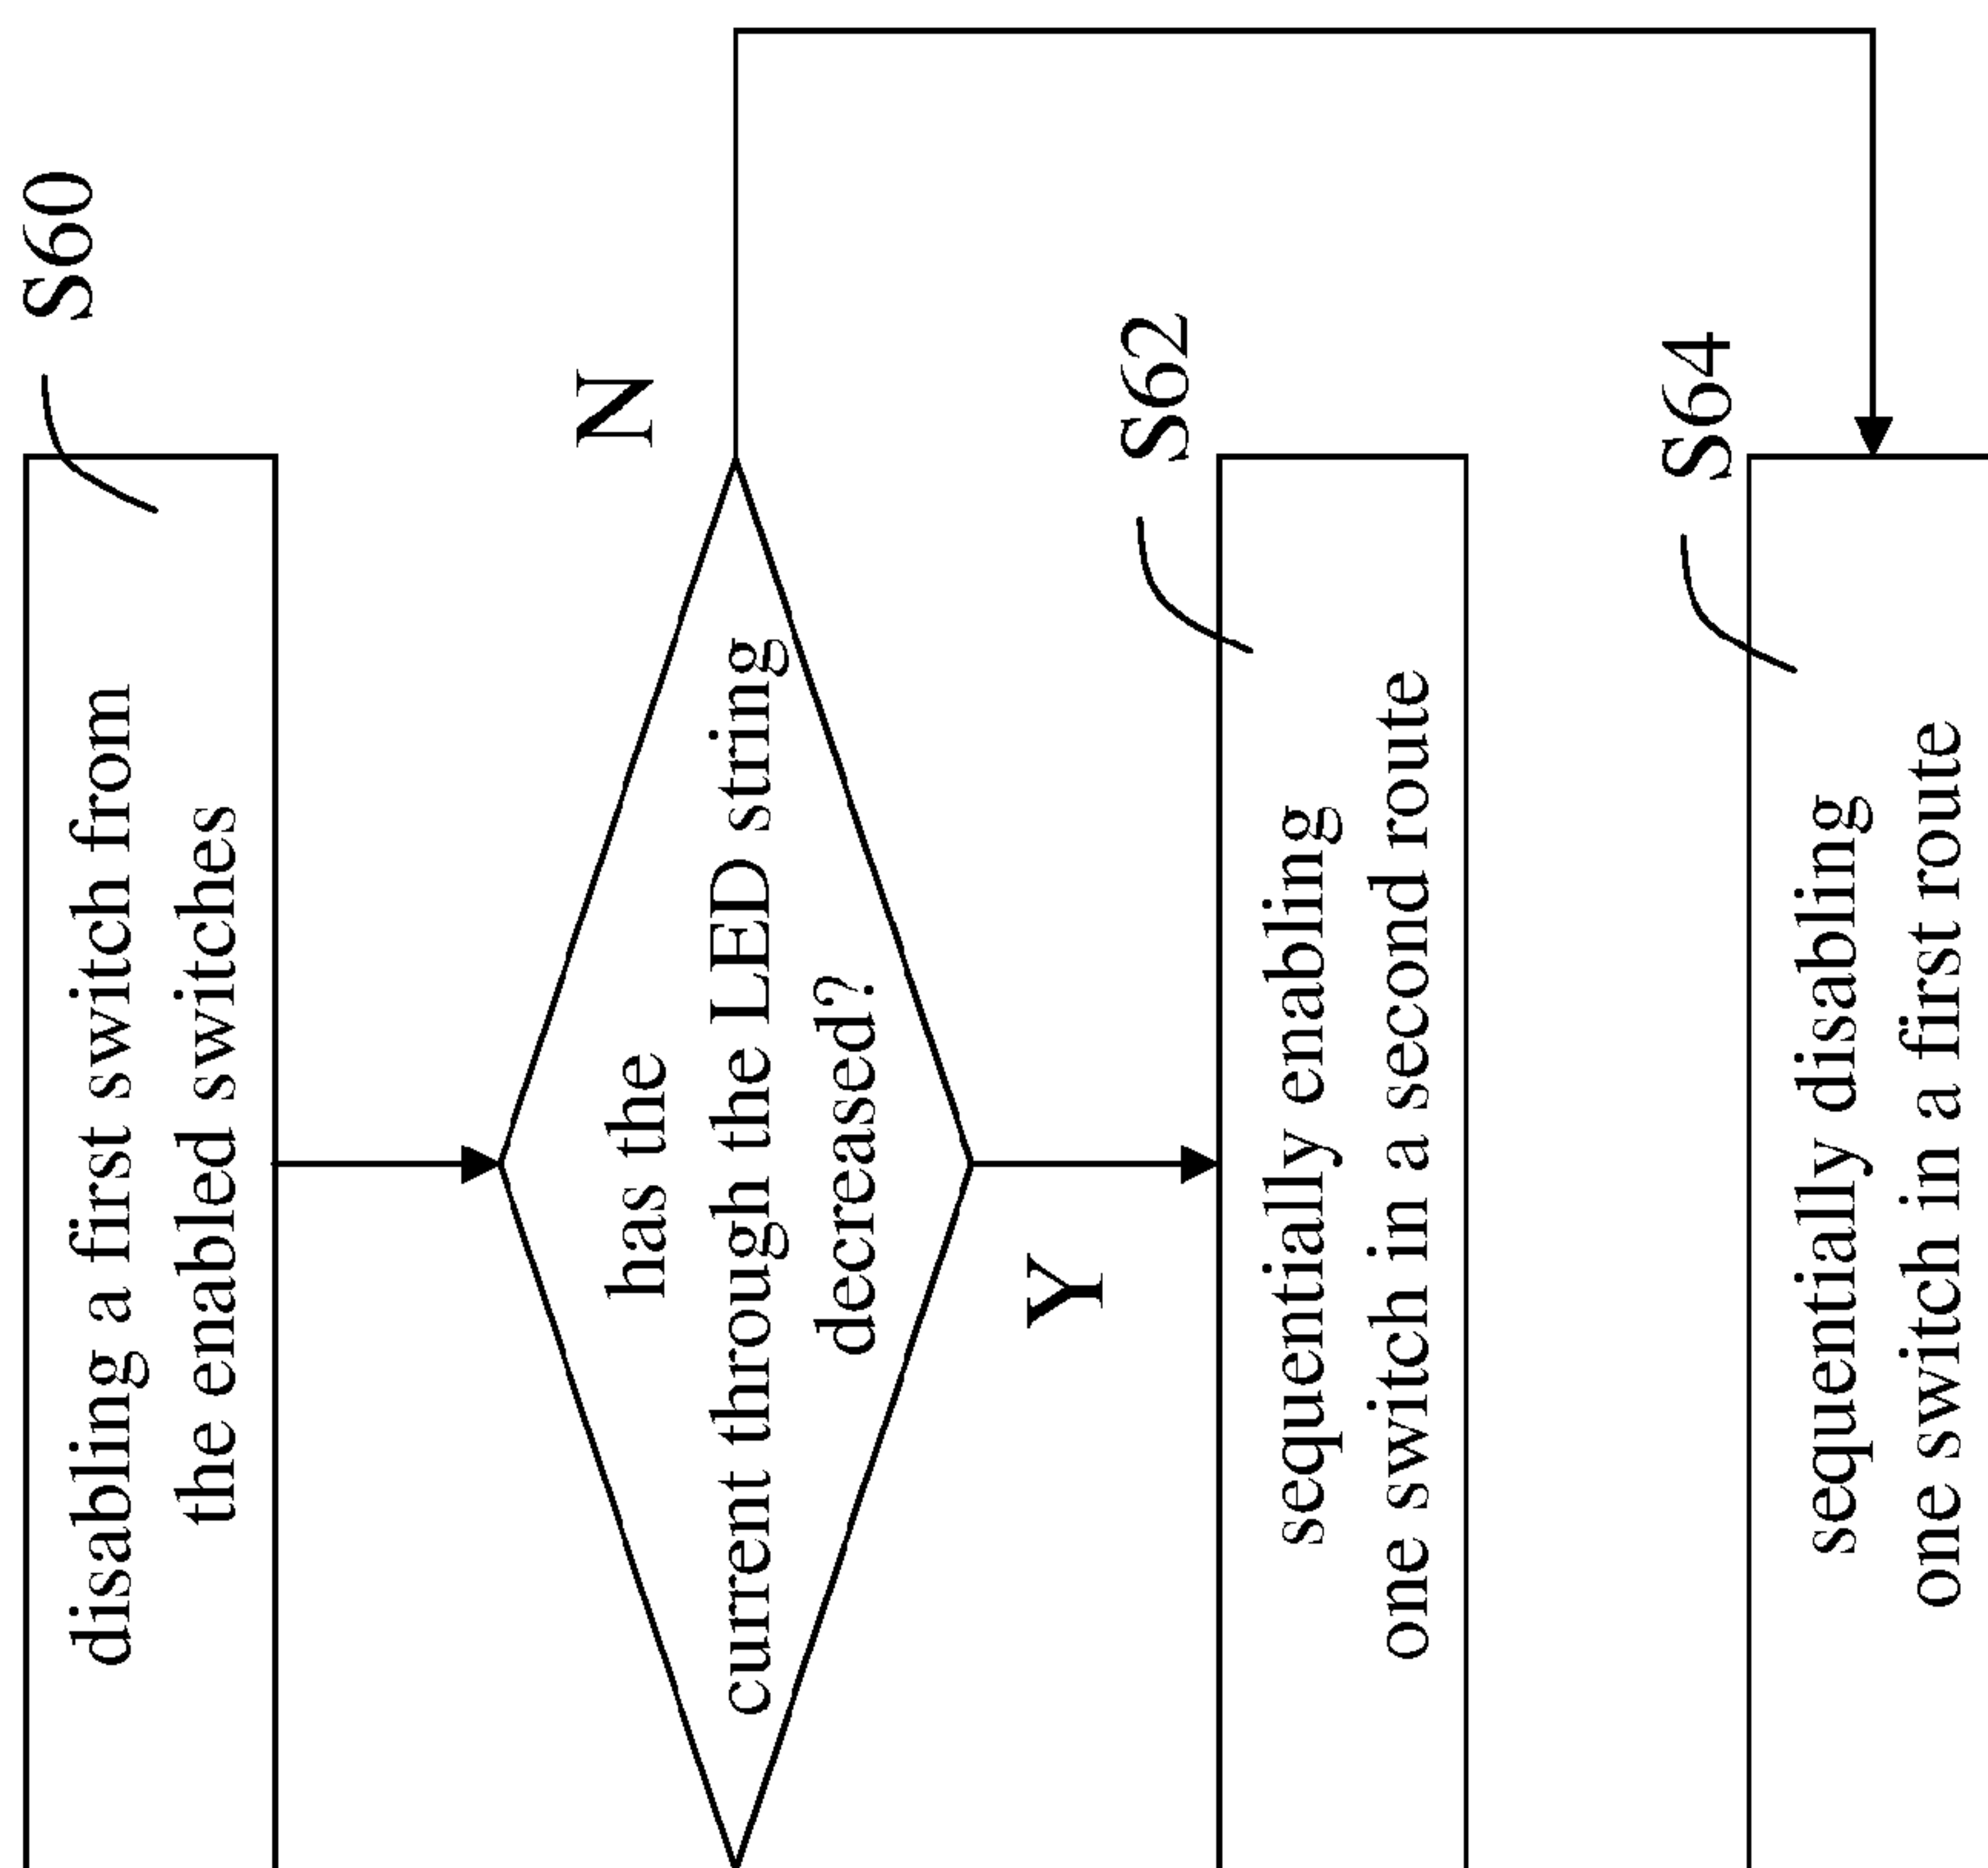 S60
disabling a first switch from
the enabled switches
N
has the
current through the LED string
decreased?
Y
S62
sequentially enabling
one switch in a second route
S64
sequentially disabling
one switch in a first route